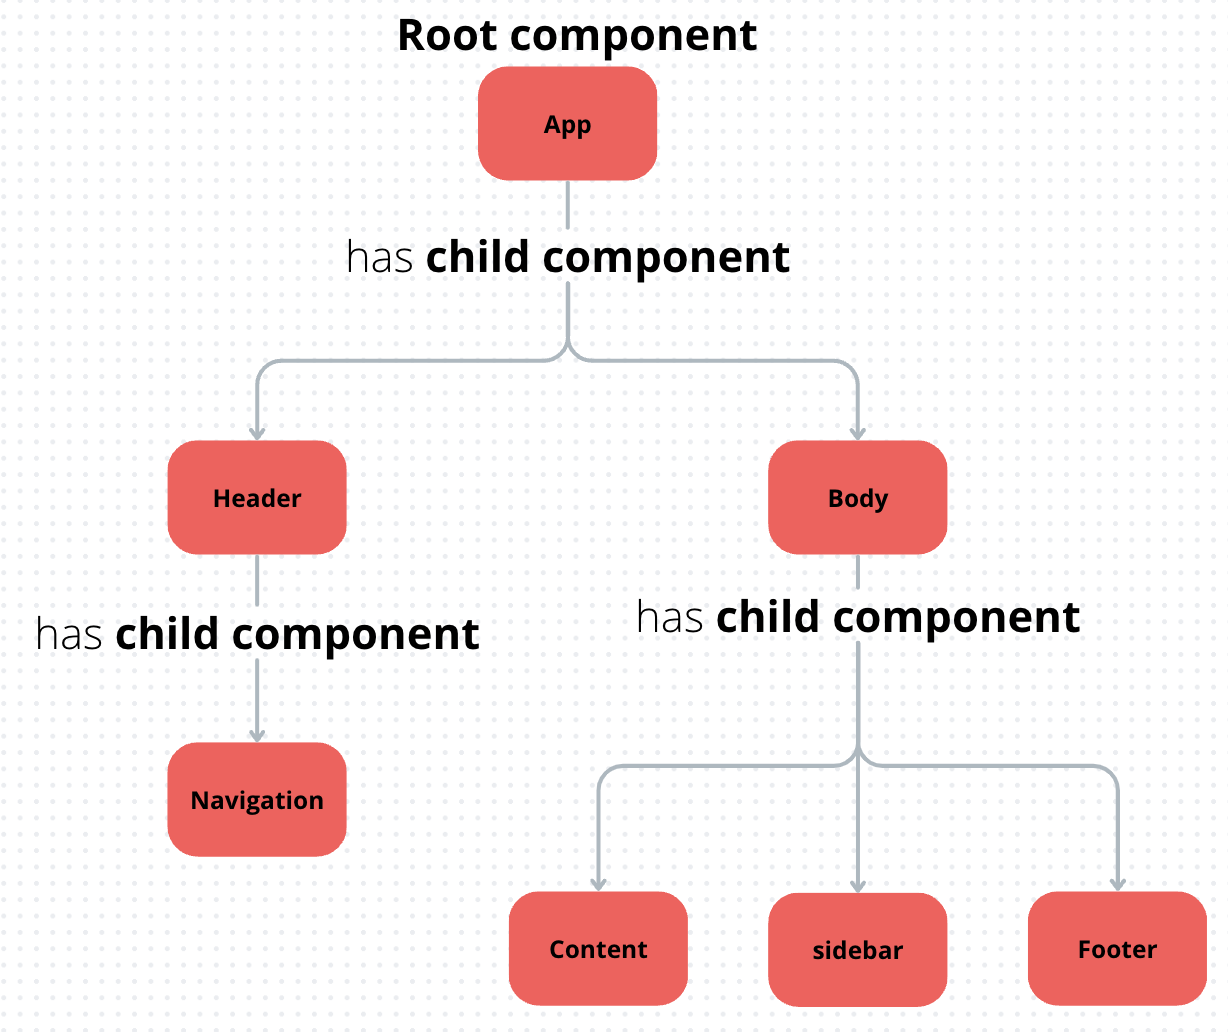 Root component
App
has child component
Header
Body
has child component
has child component
Navigation
Content
sidebar
Footer